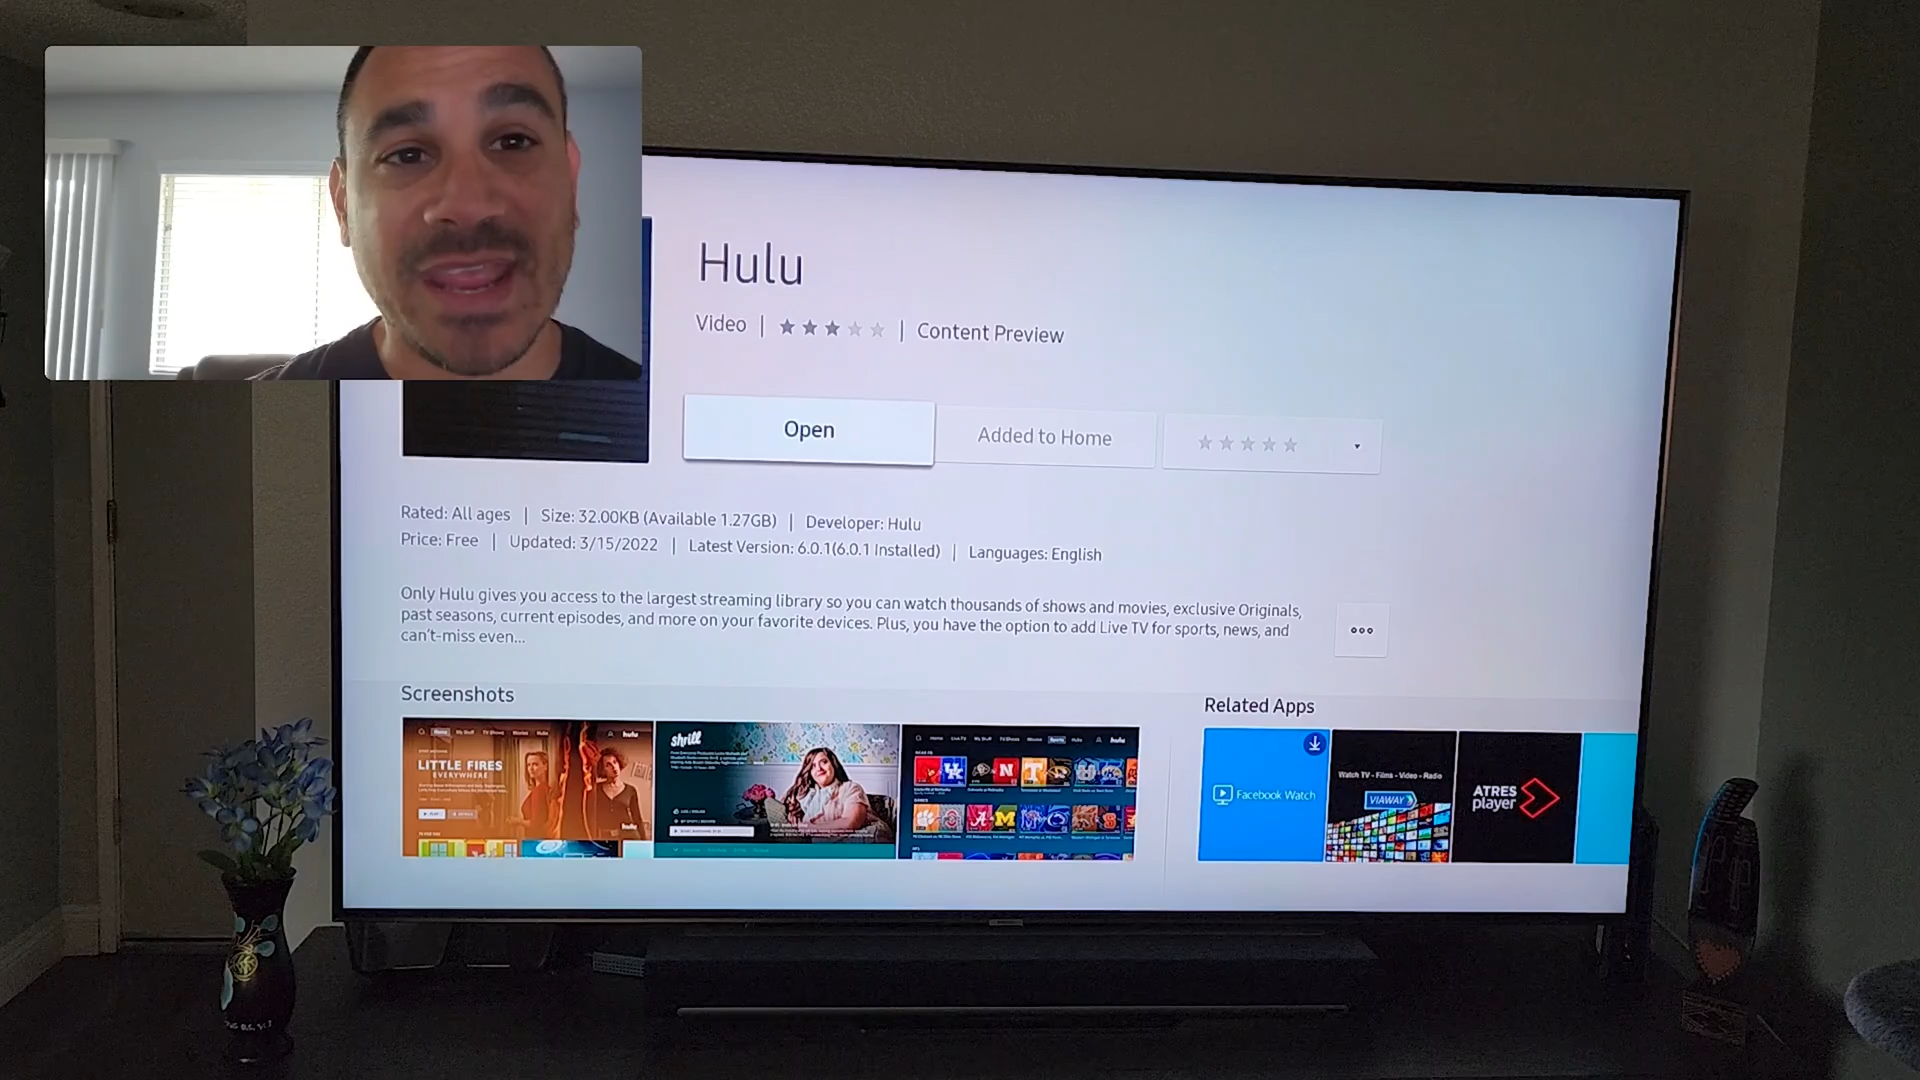 Hulu
Video | ★★★☆☆ | Content Preview
Open
Added to Home
Rated: All ages | Size: 32.00KB (Available 1.27GB) | Developer: Hulu
Price: Free | Updated: 3/15/2022 | Latest Version: 6.0.1(6.0.1 Installed) | Languages: English
Only Hulu gives you access to the largest streaming library so you can watch thousands of shows and movies, exclusive Originals,
past seasons, current episodes, and more on your favorite devices. Plus, you have the option to add Live TV for sports, news, and
can't-miss even...
Screenshots
Related Apps
LITTLE FIRES
EVERYWHERE
hulu
shrill
Facebook Watch
Watch TV - Films - Video - Radio
VIAWAY
ATRES
player